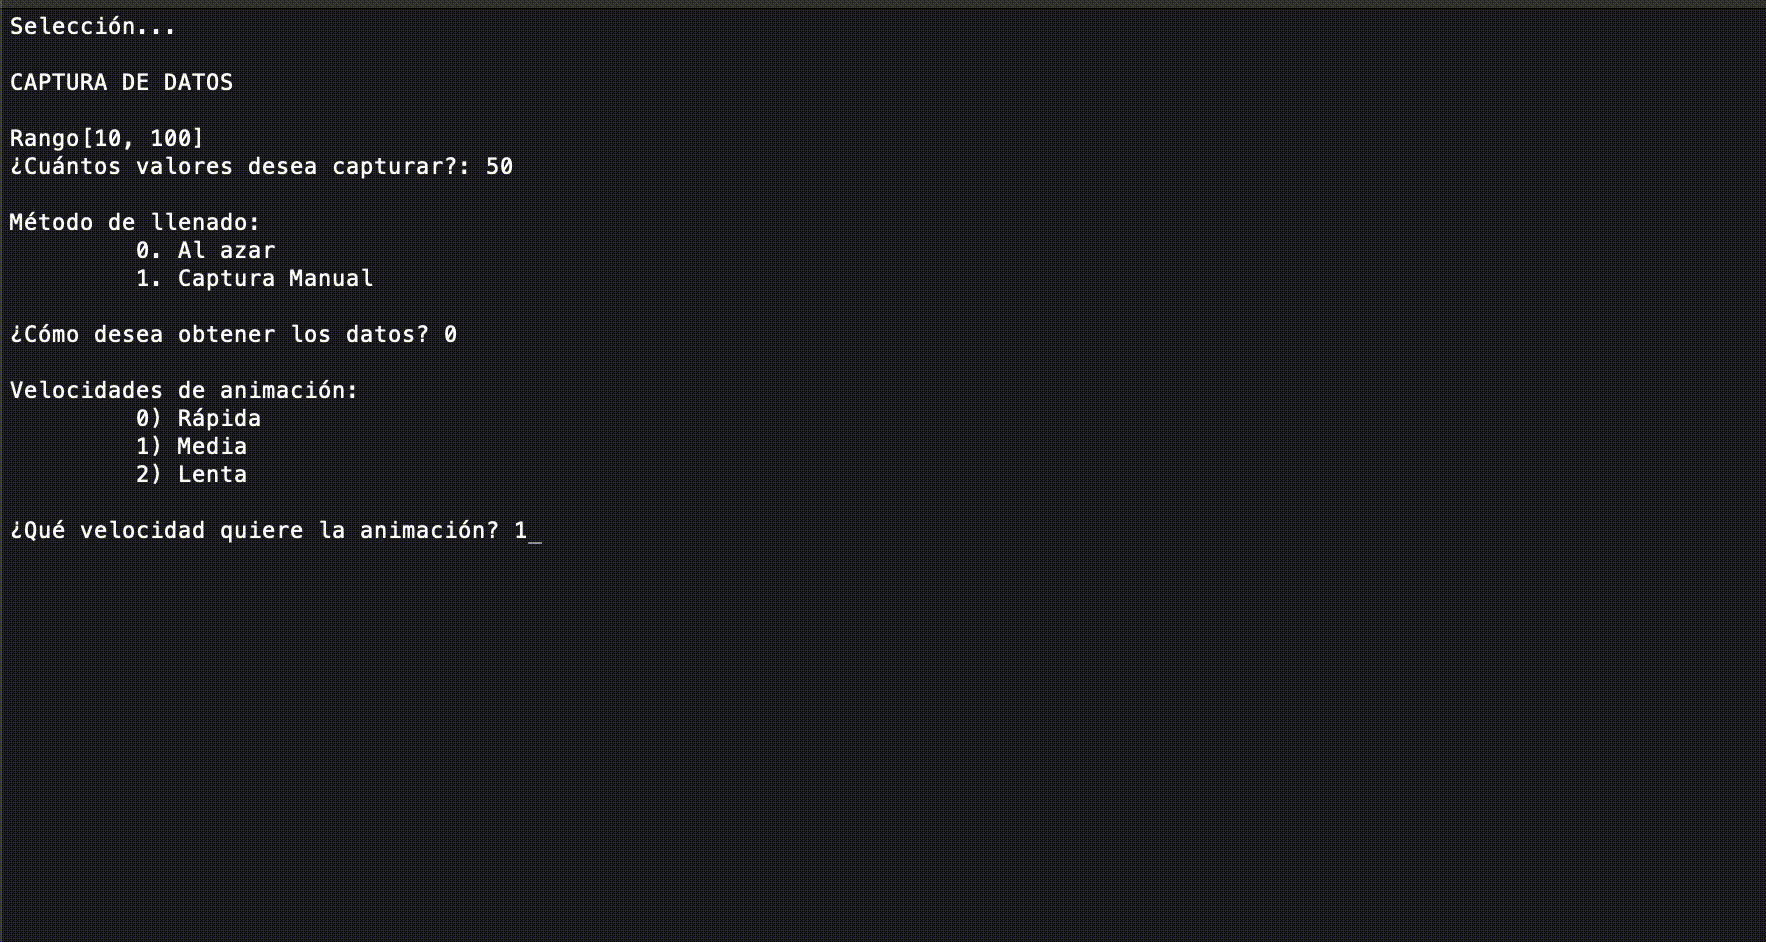 Selección...
CAPTURA DE DATOS
Rango[10, 100]
¿Cuántos valores desea capturar?: 50
Método de llenado:
0. Al azar
1. Captura Manual
¿Cómo desea obtener los datos? 0
Velocidades de animación:
0) Rápida
1) Media
2) Lenta
¿Qué velocidad quiere la animación? 1_